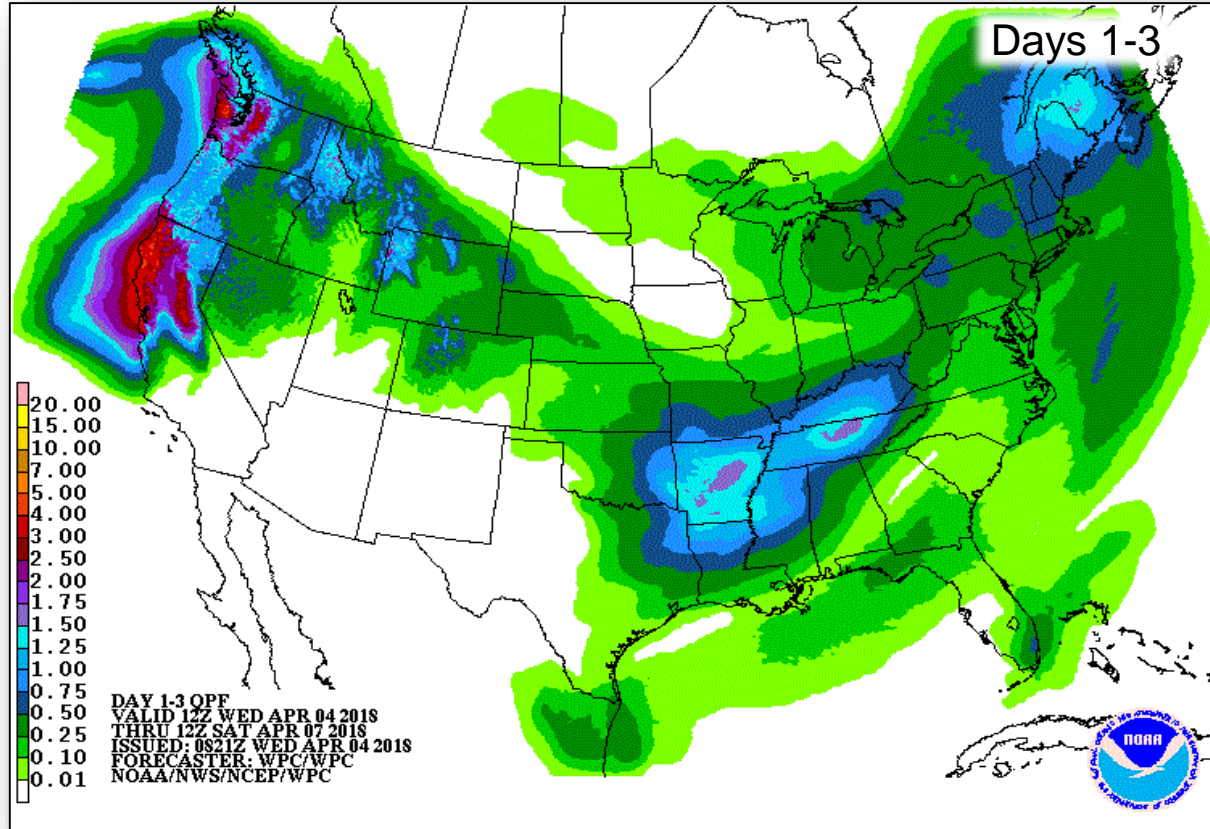 Days 1-3
20.00
15.00
10.00
7.00
5.00
4.00
3.00
2.50
2.00
1.75
1.50
1.25
1.00
0.75
0.50
0.25
0.10
0.01
DAY 1-3 QPF
VALID 12Z WED APR 04 2018
THRU 12Z SAT APR 07 2018
ISSUED: 0821Z WED APR 04 2018
FORECASTER: WPC/WPC
NOAA/NWS/NCEP/WPC
NOAA